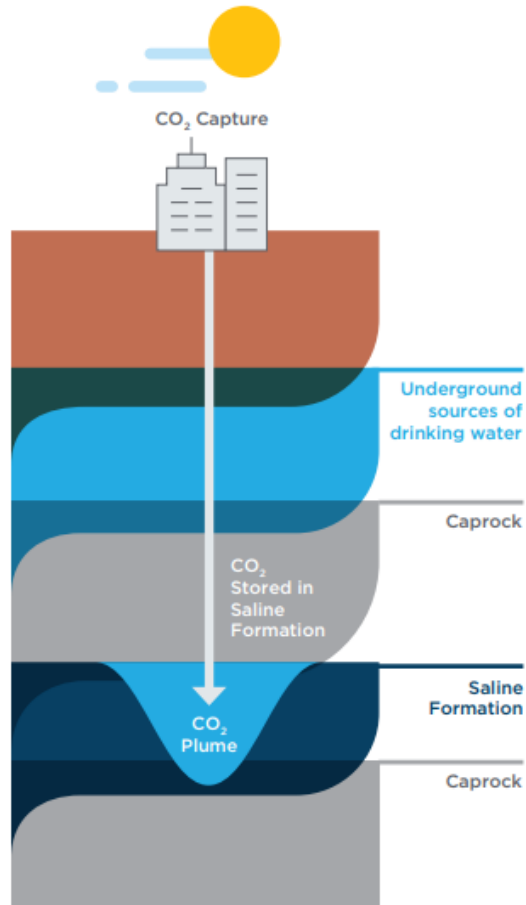 CO₂ Capture
Underground
sources of
drinking water
Caprock
CO₂
Stored in
Saline
Formation
Saline
Formation
CO₂
Plume
Caprock